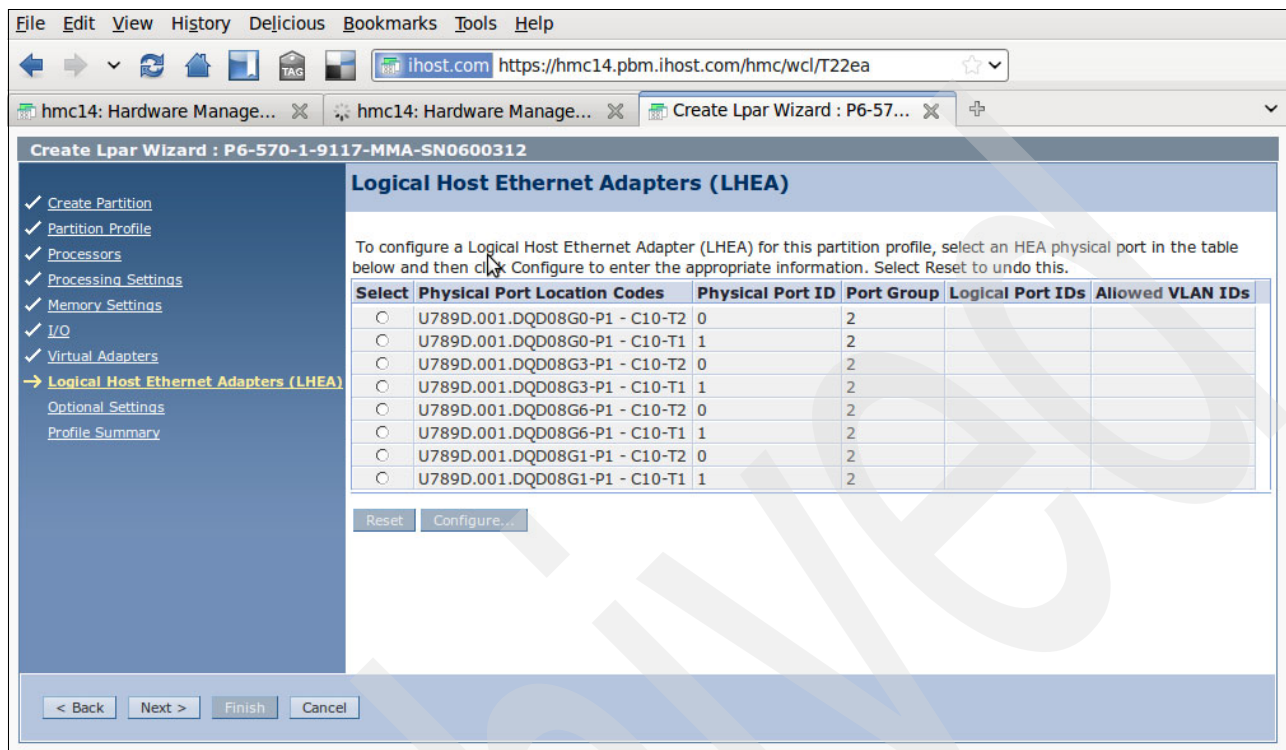 File Edit View History Delicious Bookmarks Tools Help
TAG
ihost.com https://hmc14.pbm.ihost.com/hmc/wcl/T22ea
hmc14: Hardware Manage...
hmc14: Hardware Manage...
Create Lpar Wizard : P6-57...
Create Lpar Wizard : P6-570-1-9117-MMA-SN0600312
Create Partition
Partition Profile
Processors
Processing Settings
Memory Settings
I/O
Virtual Adapters
Logical Host Ethernet Adapters (LHEA)
Optional Settings
Profile Summary
Logical Host Ethernet Adapters (LHEA)
To configure a Logical Host Ethernet Adapter (LHEA) for this partition profile, select an HEA physical port in the table
below and then click Configure to enter the appropriate information. Select Reset to undo this.
Select Physical Port Location Codes Physical Port ID Port Group Logical Port IDs Allowed VLAN IDs
U789D.001.DQD08G0-P1 - C10-T2 0 2
U789D.001.DQD08G0-P1 - C10-T1 1 2
U789D.001.DQD08G3-P1 - C10-T2 0 2
U789D.001.DQD08G3-P1 - C10-T1 1 2
U789D.001.DQD08G6-P1 - C10-T2 0 2
U789D.001.DQD08G6-P1 - C10-T1 1 2
U789D.001.DQD08G1-P1 - C10-T2 0 2
U789D.001.DQD08G1-P1 - C10-T1 1 2
Reset Configure...
< Back Next > Finish Cancel